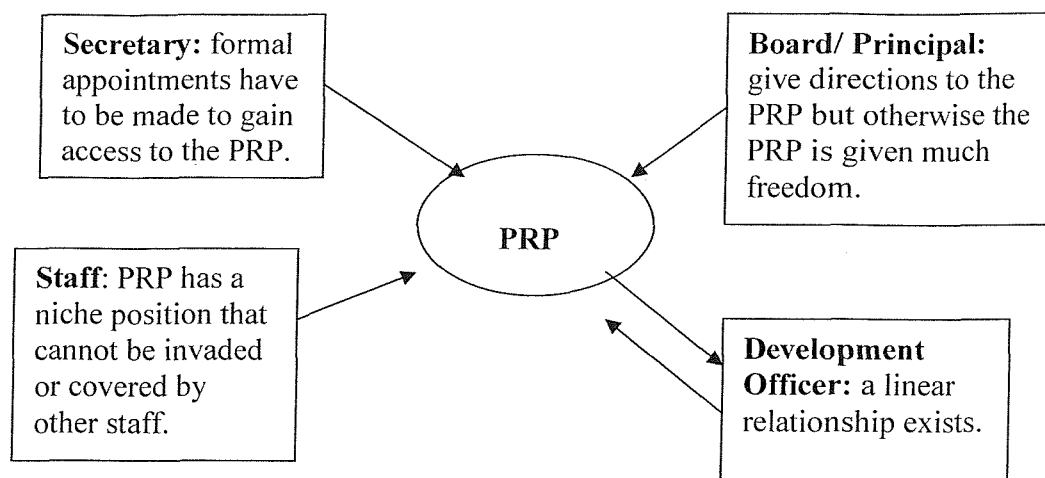 Secretary: formal
appointments have
to be made to gain
access to the PRP.
Board/ Principal:
give directions to the
PRP but otherwise the
PRP is given much
freedom.
PRP
Staff: PRP has a
niche position that
cannot be invaded
or covered by
other staff.
Development
Officer: a linear
relationship exists.